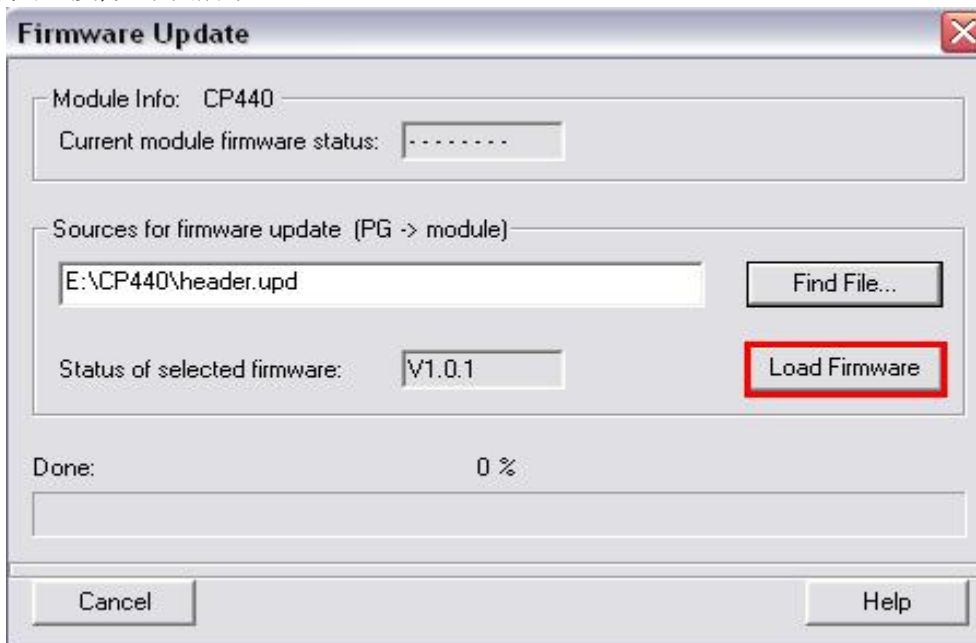 Firmware Update
Module Info: CP440
Current module firmware status: --------
Sources for firmware update (PG -> module)
E:\CP440\header.upd
Find File...
Status of selected firmware: V1.0.1
Load Firmware
Done: 0 %
Cancel
Help